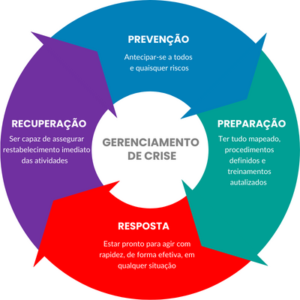 PREVENÇÃO
Antecipar-se a todos
e quaisquer riscos
PREPARAÇÃO
Ter tudo mapeado,
procedimentos
definidos e
treinamentos
autalizados
RESPOSTA
Estar pronto para agir com
rapidez, de forma efetiva, em
qualquer situação
RECUPERAÇÃO
Ser capaz de assegurar
restabelecimento imediato
das atividades
GERENCIAMENTO
DE CRISE